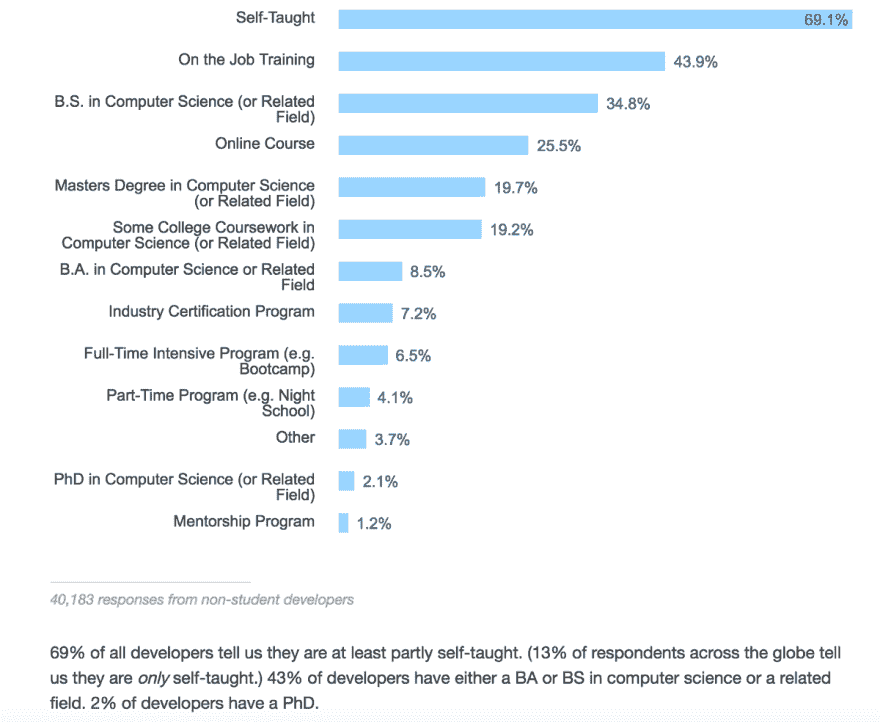 Self-Taught 69.1%
On the Job Training 43.9%
B.S. in Computer Science (or Related
Field) 34.8%
Online Course 25.5%
Masters Degree in Computer Science
(or Related Field) 19.7%
Some College Coursework in
Computer Science (or Related Field) 19.2%
B.A. in Computer Science or Related
Field 8.5%
Industry Certification Program 7.2%
Full-Time Intensive Program (e.g.
Bootcamp) 6.5%
Part-Time Program (e.g. Night
School) 4.1%
Other 3.7%
PhD in Computer Science (or Related
Field) 2.1%
Mentorship Program 1.2%
40,183 responses from non-student developers
69% of all developers tell us they are at least partly self-taught. (13% of respondents across the globe tell
us they are only self-taught.) 43% of developers have either a BA or BS in computer science or a related
field. 2% of developers have a PhD.